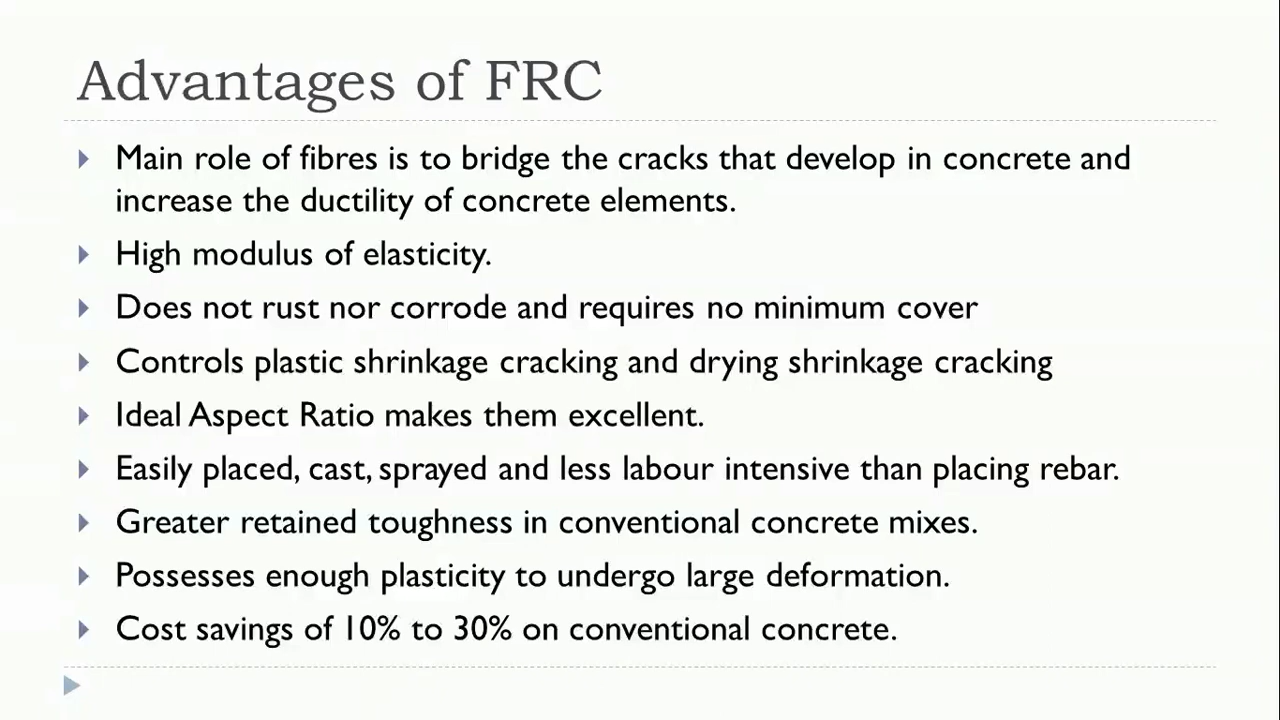 Advantages of FRC
Main role of fibres is to bridge the cracks that develop in concrete and
increase the ductility of concrete elements.
High modulus of elasticity.
Does not rust nor corrode and requires no minimum cover
Controls plastic shrinkage cracking and drying shrinkage cracking
Ideal Aspect Ratio makes them excellent.
Easily placed, cast, sprayed and less labour intensive than placing rebar.
Greater retained toughness in conventional concrete mixes.
Possesses enough plasticity to undergo large deformation.
Cost savings of 10% to 30% on conventional concrete.